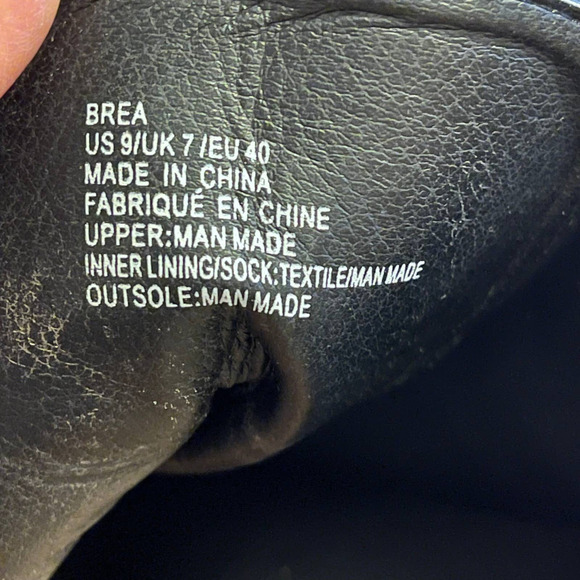 BREA
US 9/UK 7/EU 40
MADE IN CHINA
FABRIQUÉ EN CHINE
UPPER:MAN MADE
INNER LINING/SOCK:TEXTILE/MAN MADE
OUTSOLE:MAN MADE